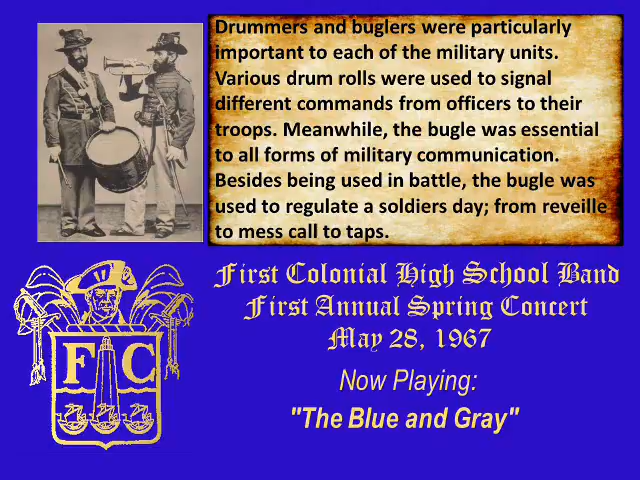 Drummers and buglers were particularly
important to each of the military units.
Various drum rolls were used to signal
different commands from officers to their
troops. Meanwhile, the bugle was essential
to all forms of military communication.
Besides being used in battle, the bugle was
used to regulate a soldiers day; from reveille
to mess call to taps.
First Colonial High School Band
First Annual Spring Concert
May 28, 1967
F C
Now Playing:
"The Blue and Gray"